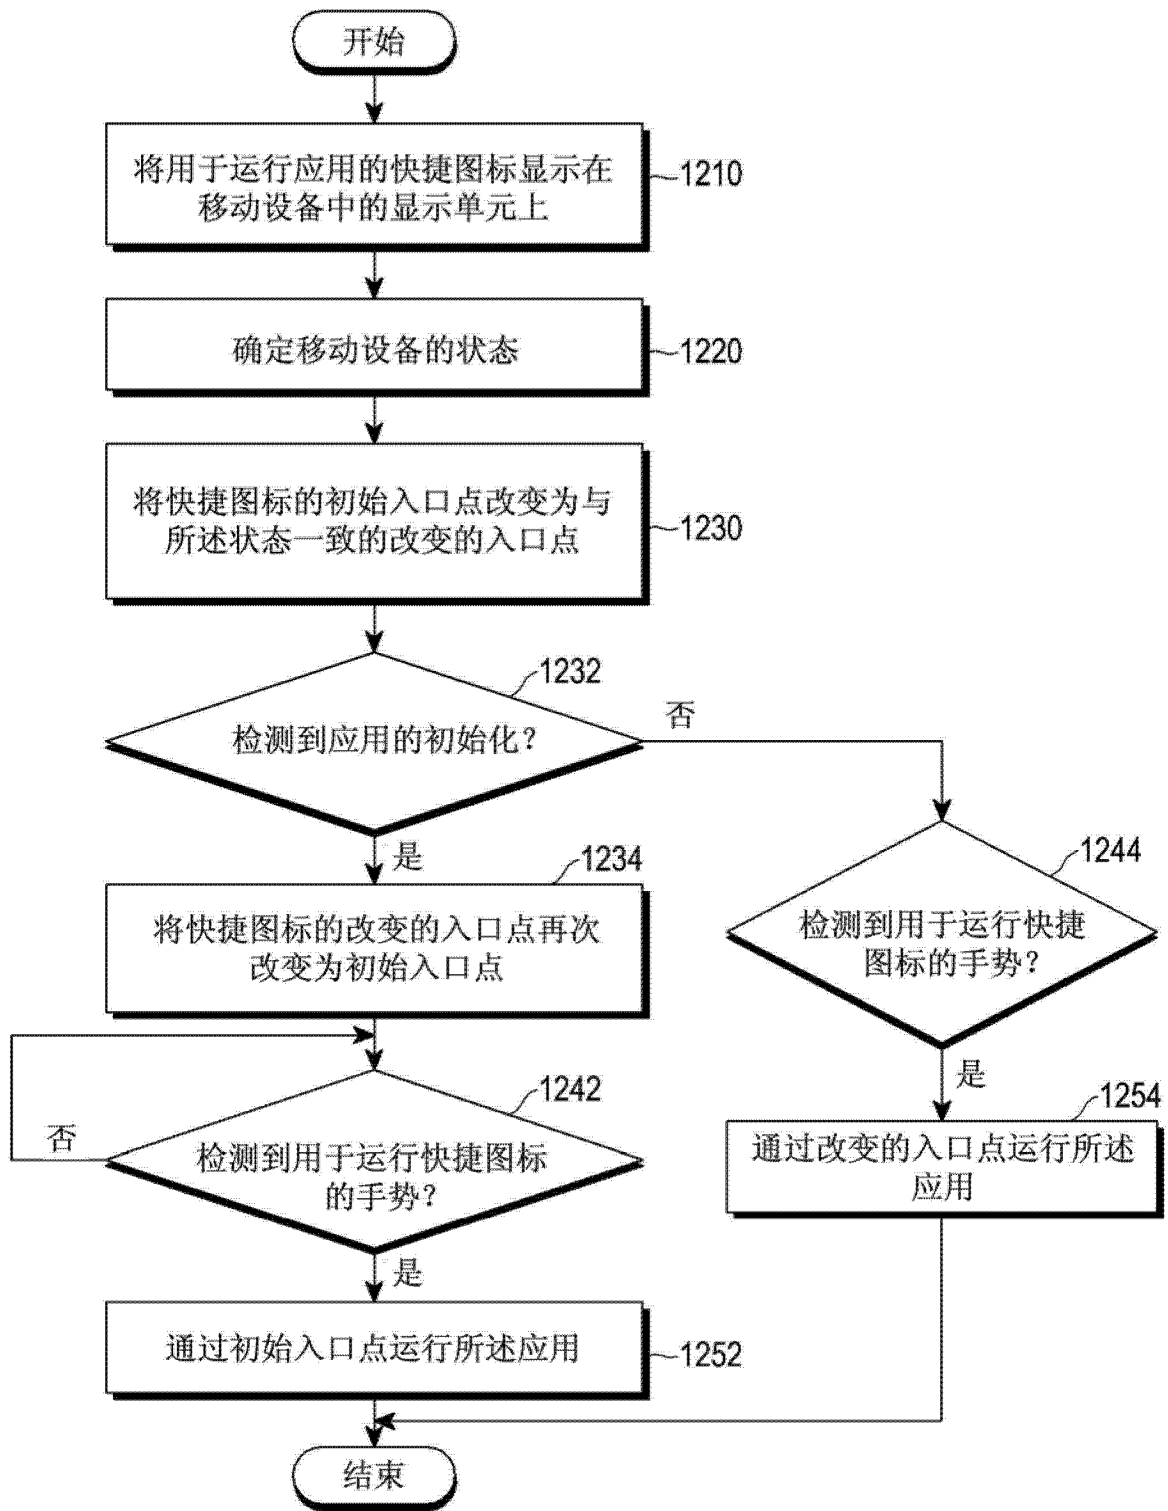 开始
将用于运行应用的快捷图标显示在
移动设备中的显示单元上
1210
确定移动设备的状态
1220
将快捷图标的初始入口点改变为与
所述状态一致的改变的入口点
1230
1232
检测到应用的初始化?
否
是
1234
将快捷图标的改变的入口点再次
改变为初始入口点
1244
检测到用于运行快捷
图标的手势?
是
1254
通过改变的入口点运行所述
应用
1242
检测到用于运行快捷图标
的手势?
否
是
通过初始入口点运行所述应用
1252
结束